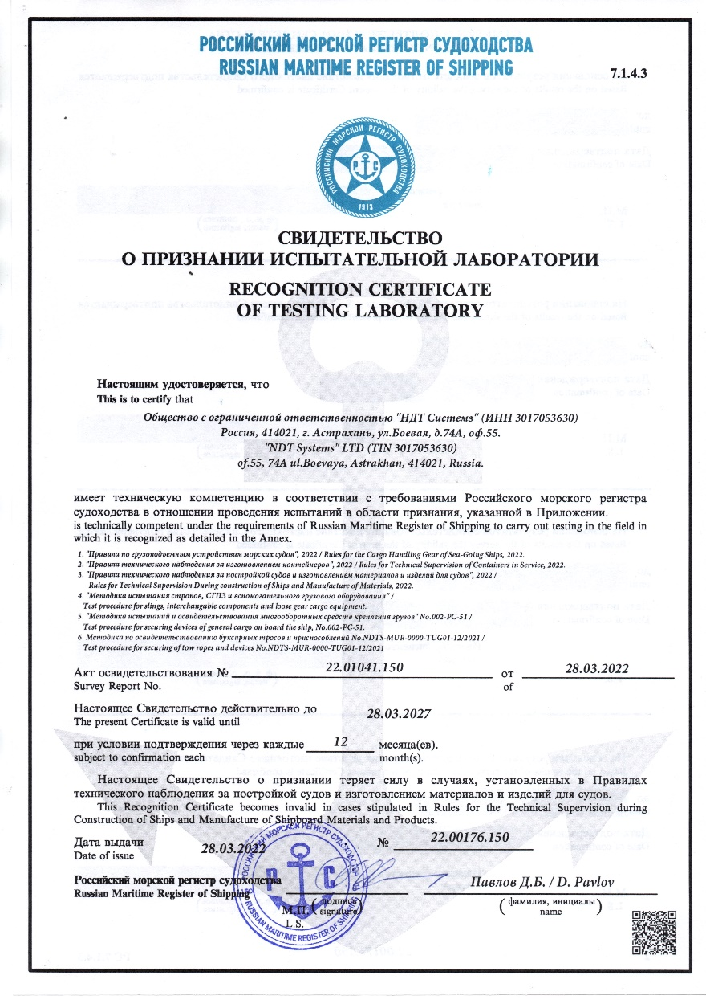 РОССИЙСКИЙ МОРСКОЙ РЕГИСТР СУДОХОДСТВА
RUSSIAN MARITIME REGISTER OF SHIPPING
7.1.4.3
РОССИЙСКИЙ МОРСКОЙ РЕГИСТР СУДОХОДСТВА
Р С
1913
СВИДЕТЕЛЬСТВО
О ПРИЗНАНИИ ИСПЫТАТЕЛЬНОЙ ЛАБОРАТОРИИ
RECOGNITION CERTIFICATE
OF TESTING LABORATORY
Настоящим удостоверяется, что
This is to certify that
Общество с ограниченной ответственностью "НДТ Системз" (ИНН 3017053630)
Россия, 414021, г. Астрахань, ул.Боевая, д.74А, оф.55.
"NDT Systems" LTD (TIN 3017053630)
of.55, 74A ul.Boevaya, Astrakhan, 414021, Russia.
имеет техническую компетенцию в соответствии с требованиями Российского морского регистра
судоходства в отношении проведения испытаний в области признания, указанной в Приложении.
is technically competent under the requirements of Russian Maritime Register of Shipping to carry out testing in the field in
which it is recognized as detailed in the Annex.
1. "Правила по грузоподъемным устройствам морских судов", 2022 / Rules for the Cargo Handling Gear of Sea-Going Ships, 2022.
2. "Правила технического наблюдения за изготовлением контейнеров", 2022 / Rules for Technical Supervision of Containers in Service, 2022.
3. "Правила технического наблюдения за постройкой судов и изготовлением материалов и изделий для судов", 2022 /
Rules for Technical Supervision During construction of Ships and Manufacture of Materials, 2022.
4. "Методика испытания стропов, СГПЗ и вспомогательного грузового оборудования" /
Test procedure for slings, interchangable components and loose gear cargo equipment.
5. "Методика испытаний и освидетельствования многооборотных средств крепления грузов" No.002-PC-51 /
Test procedure for securing devices of general cargo on board the ship, No.002-PC-51.
6. Методика по освидетельствованию буксирных тросов и приспособлений No.NDTS-MUR-0000-TUG01-12/2021 /
Test procedure for securing of tow ropes and devices No.NDTS-MUR-0000-TUG01-12/2021
Акт освидетельствования № 22.01041.150 от 28.03.2022
Survey Report No. of
Настоящее Свидетельство действительно до 28.03.2027
The present Certificate is valid until
при условии подтверждения через каждые 12 месяца(ев).
subject to confirmation each month(s).
Настоящее Свидетельство о признании теряет силу в случаях, установленных в Правилах
технического наблюдения за постройкой судов и изготовлением материалов и изделий для судов.
This Recognition Certificate becomes invalid in cases stipulated in Rules for the Technical Supervision during
Construction of Ships and Manufacture of Shipboard Materials and Products.
Дата выдачи 28.03.2022 № 22.00176.150
Date of issue
Российский морской регистр судоходства Павлов Д.Б. / D. Pavlov
Russian Maritime Register of Shipping
М.П. (подпись) (фамилия, инициалы)
L.S. signature name
РОССИЙСКИЙ МОРСКОЙ РЕГИСТР СУДОХОДСТВА
Р С
RUSSIAN MARITIME REGISTER OF SHIPPING